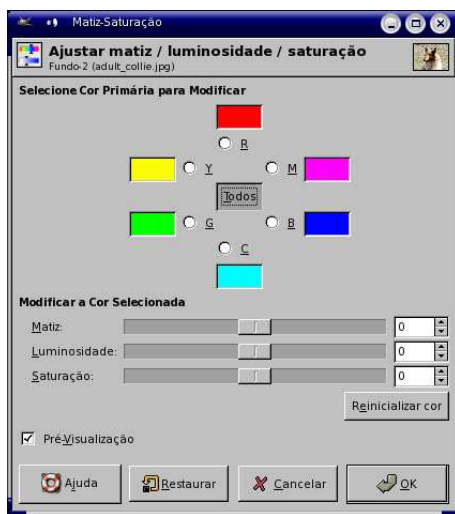 Matiz-Saturação
Ajustar matiz / luminosidade / saturação
Fundo-2 (adult_collie.jpg)
Selecione Cor Primária para Modificar
R
Y M
Todos
G B
C
Modificar a Cor Selecionada
Matiz: 0
Luminosidade: 0
Saturação: 0
Reinicializar cor
Pré-Visualização
Ajuda Restaurar Cancelar OK